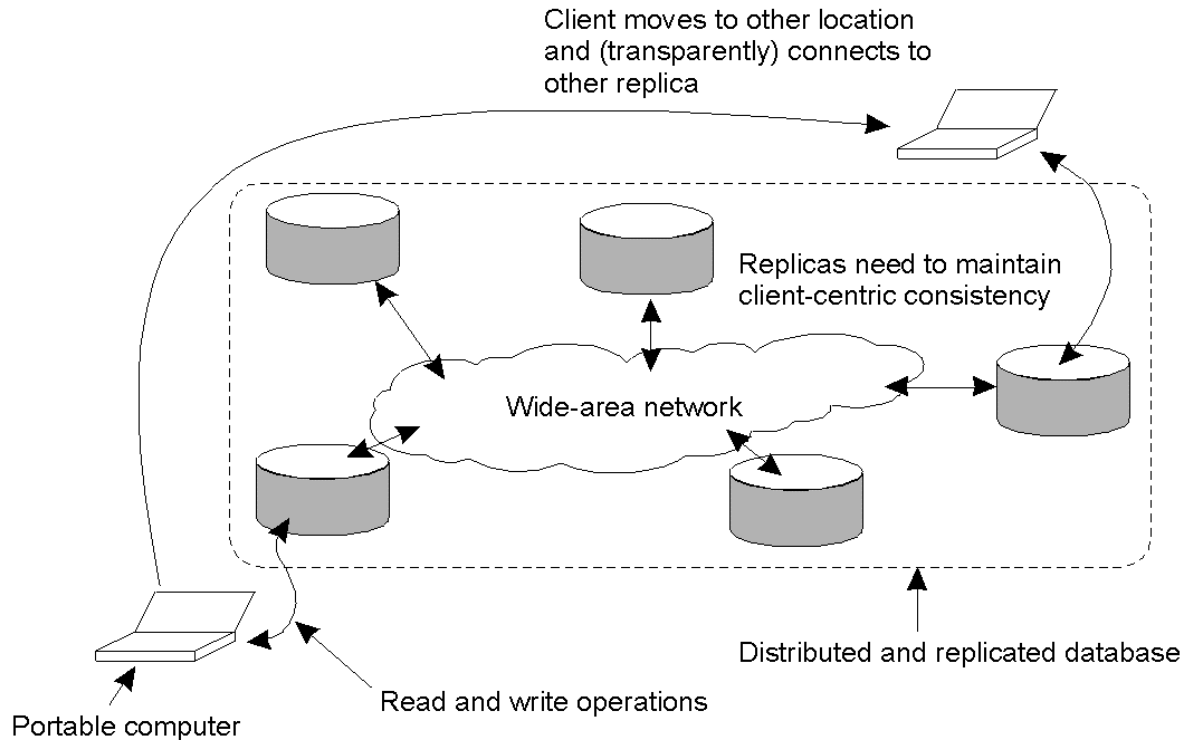 Client moves to other location
and (transparently) connects to
other replica
Replicas need to maintain
client-centric consistency
Wide-area network
Distributed and replicated database
Read and write operations
Portable computer